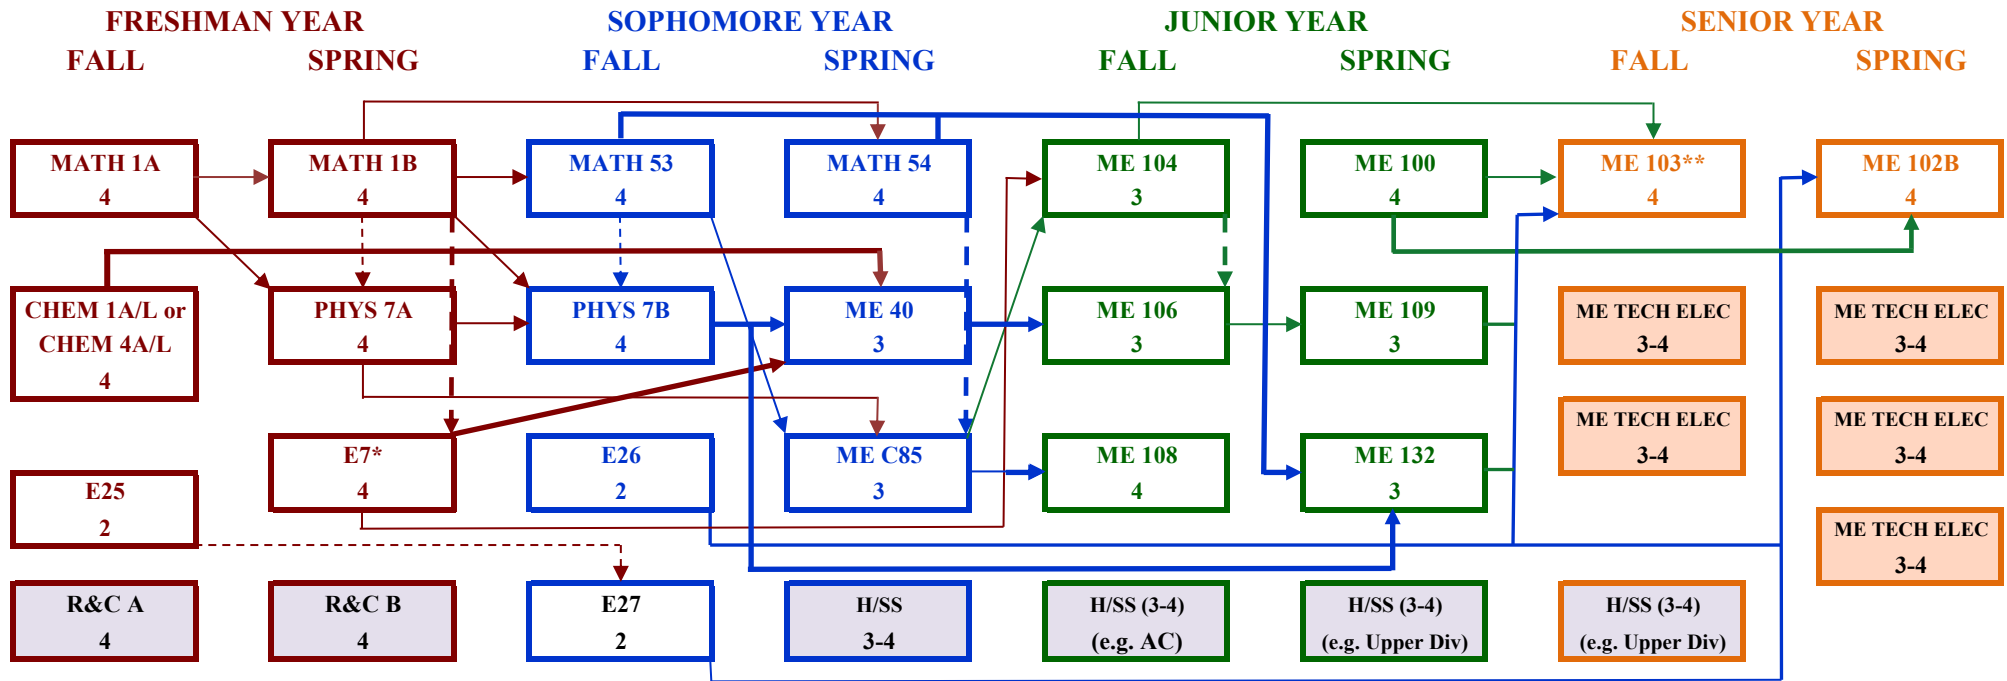 FRESHMAN YEAR SOPHOMORE YEAR JUNIOR YEAR SENIOR YEAR
FALL SPRING FALL SPRING FALL SPRING FALL SPRING
MATH 1A MATH 1B MATH 53 MATH 54 ME 104 ME 100 ME 103** ME 102B
4 4 4 4 3 4 4 4
CHEM 1A/L or PHYS 7A PHYS 7B ME 40 ME 106 ME 109 ME TECH ELEC ME TECH ELEC
CHEM 4A/L 4 4 3 3 3 3-4 3-4
4
ME TECH ELEC ME TECH ELEC
3-4 3-4
E7* E26 ME C85 ME 108 ME 132
4 2 3 4 3
E25
2
ME TECH ELEC
3-4
R&C A R&C B E27 H/SS H/SS (3-4) H/SS (3-4) H/SS (3-4)
4 4 2 3-4 (e.g. AC) (e.g. Upper Div) (e.g. Upper Div)